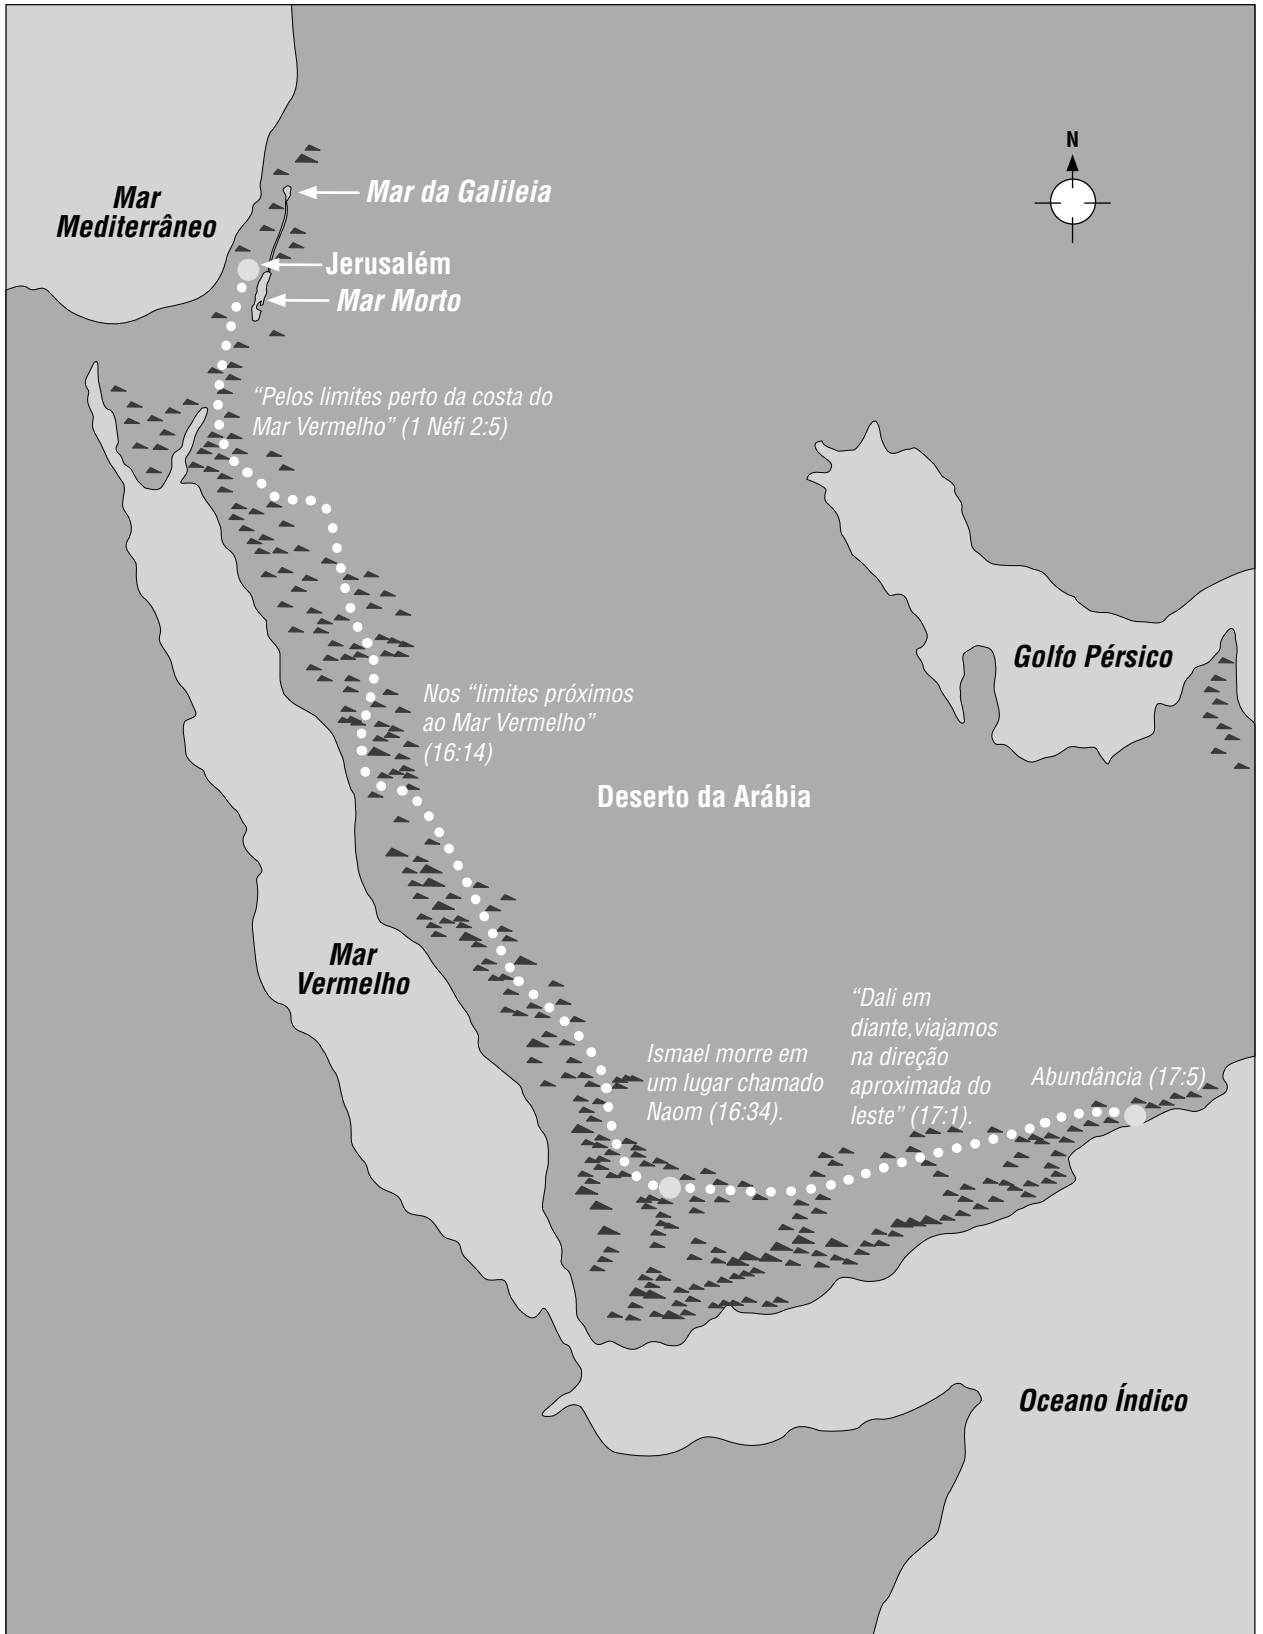 N
Mar
Mediterrâneo
Mar da Galileia
Jerusalém
Mar Morto
“Pelos limites perto da costa do
Mar Vermelho” (1 Néfi 2:5)
Golfo Pérsico
Nos “limites próximos
ao Mar Vermelho”
(16:14)
Deserto da Arábia
Mar
Vermelho
“Dali em
diante,viajamos
na direção
aproximada do
leste” (17:1).
Ismael morre em
um lugar chamado
Naom (16:34).
Abundância (17:5)
Oceano Índico